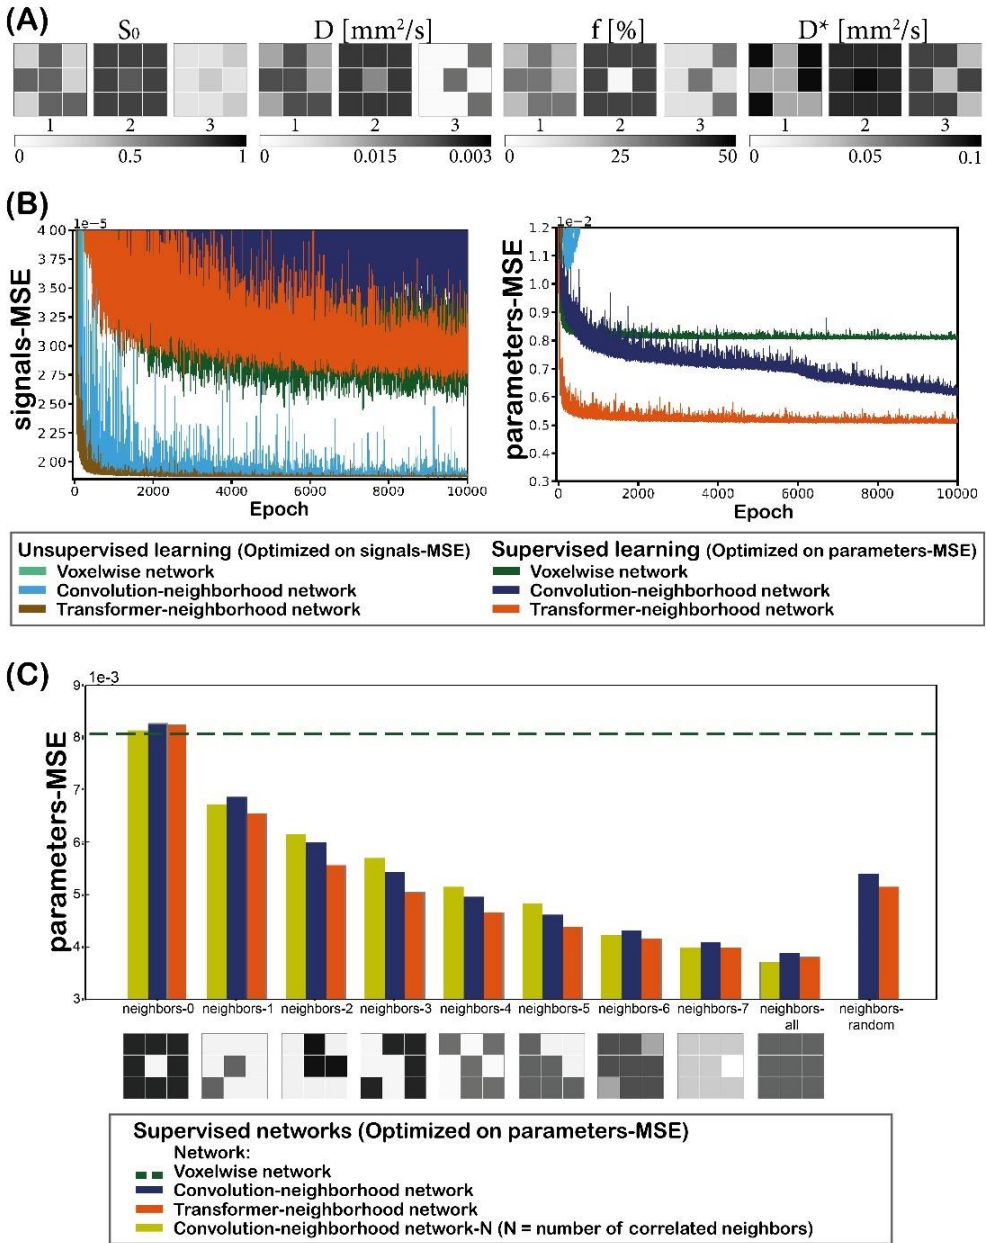 (A)
S₀ D [mm²/s] f [%] D* [mm²/s]
1 2 3 1 2 3 1 2 3 1 2 3
0 0.5 1 0 0.015 0.003 0 25 50 0 0.05 0.1
(B)
1e−5
4.00
3.75
3.50
3.25
3.00
2.75
2.50
2.25
2.00
signals-MSE
0 2000 4000 6000 8000 10000
Epoch
1e−2
1.2
1.1
1.0
0.9
0.8
0.7
0.6
0.5
0.4
0.3
parameters-MSE
0 2000 4000 6000 8000 10000
Epoch
Unsupervised learning (Optimized on signals-MSE)
Voxelwise network
Convolution-neighborhood network
Transformer-neighborhood network
Supervised learning (Optimized on parameters-MSE)
Voxelwise network
Convolution-neighborhood network
Transformer-neighborhood network
(C)
1e-3
9
8
7
6
5
4
3
parameters-MSE
neighbors-0 neighbors-1 neighbors-2 neighbors-3 neighbors-4 neighbors-5 neighbors-6 neighbors-7 neighbors- neighbors-
all random
Supervised networks (Optimized on parameters-MSE)
Network:
Voxelwise network
Convolution-neighborhood network
Transformer-neighborhood network
Convolution-neighborhood network-N (N = number of correlated neighbors)